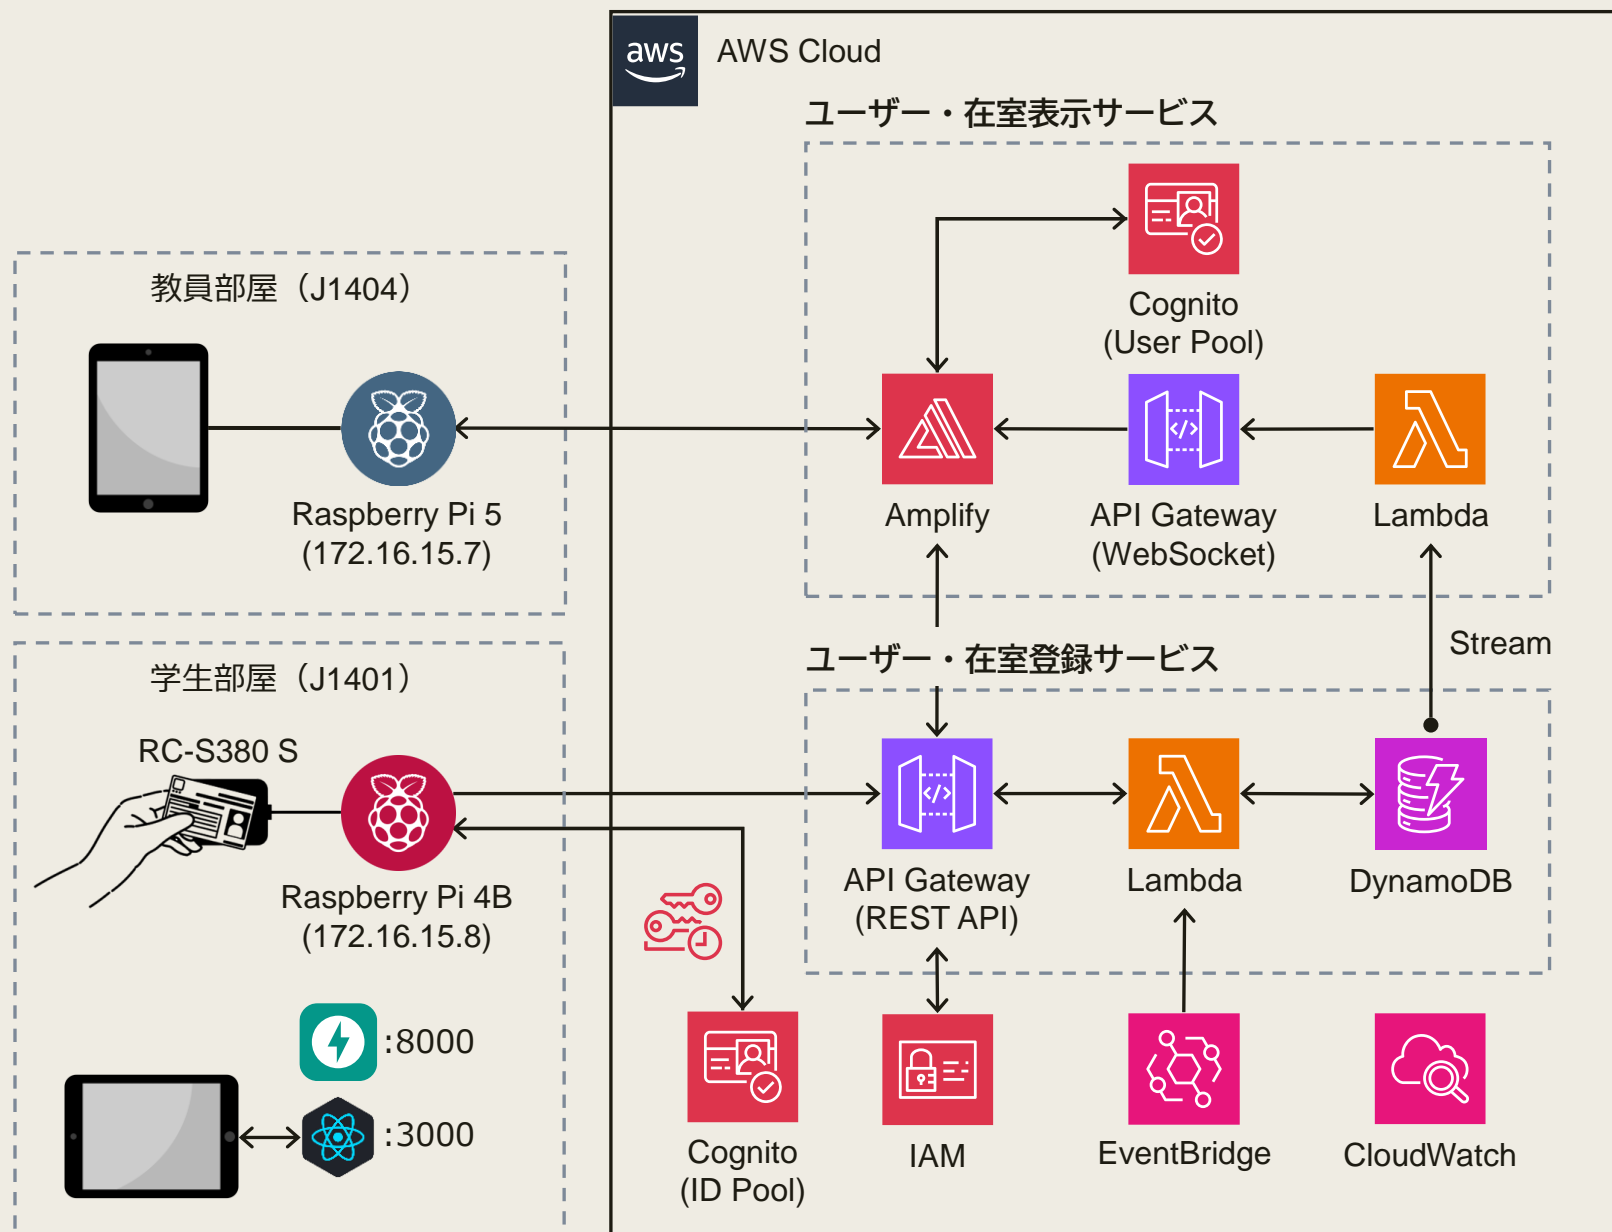 aws
AWS Cloud
ユーザー・在室表示サービス
Cognito
(User Pool)
教員部屋（J1404）
Raspberry Pi 5
(172.16.15.7)
Amplify
API Gateway
(WebSocket)
Lambda
Stream
ユーザー・在室登録サービス
学生部屋（J1401）
RC-S380 S
Raspberry Pi 4B
(172.16.15.8)
API Gateway
(REST API)
Lambda
DynamoDB
:8000
:3000
Cognito
(ID Pool)
IAM
EventBridge
CloudWatch